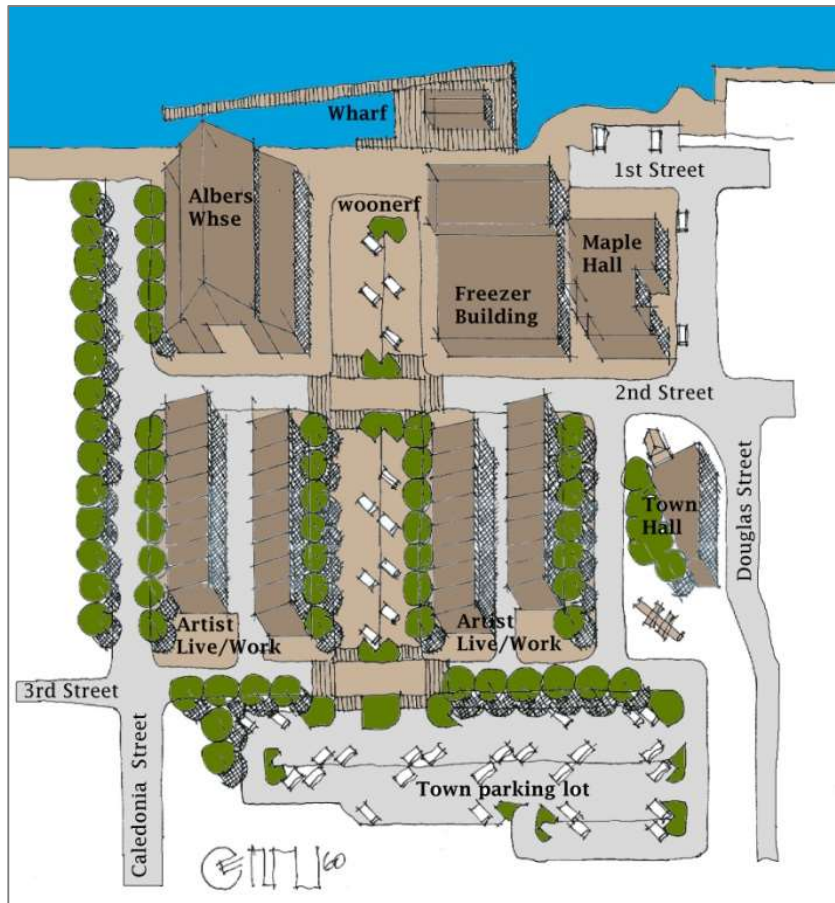 Wharf
1st Street
Albers
Whse
woonerf
Maple
Hall
Freezer
Building
2nd Street
Town
Hall
Douglas Street
Artist
Live/Work
Artist
Live/Work
3rd Street
Caledonia Street
Town parking lot
60